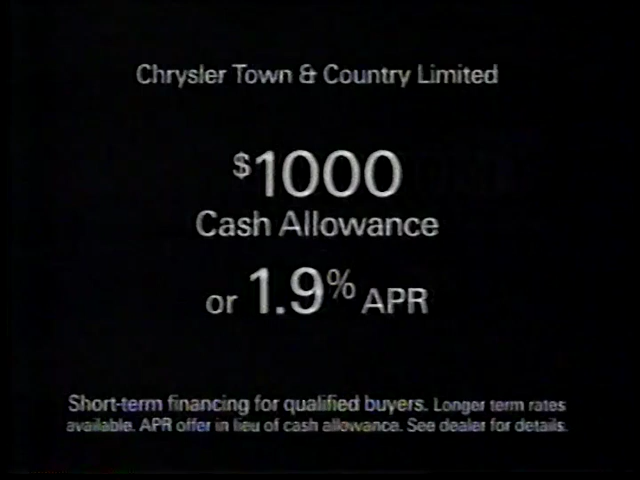 Chrysler Town & Country Limited
$1000
Cash Allowance
or 1.9% APR
Short-term financing for qualified buyers. Longer term rates
available. APR offer in lieu of cash allowance. See dealer for details.